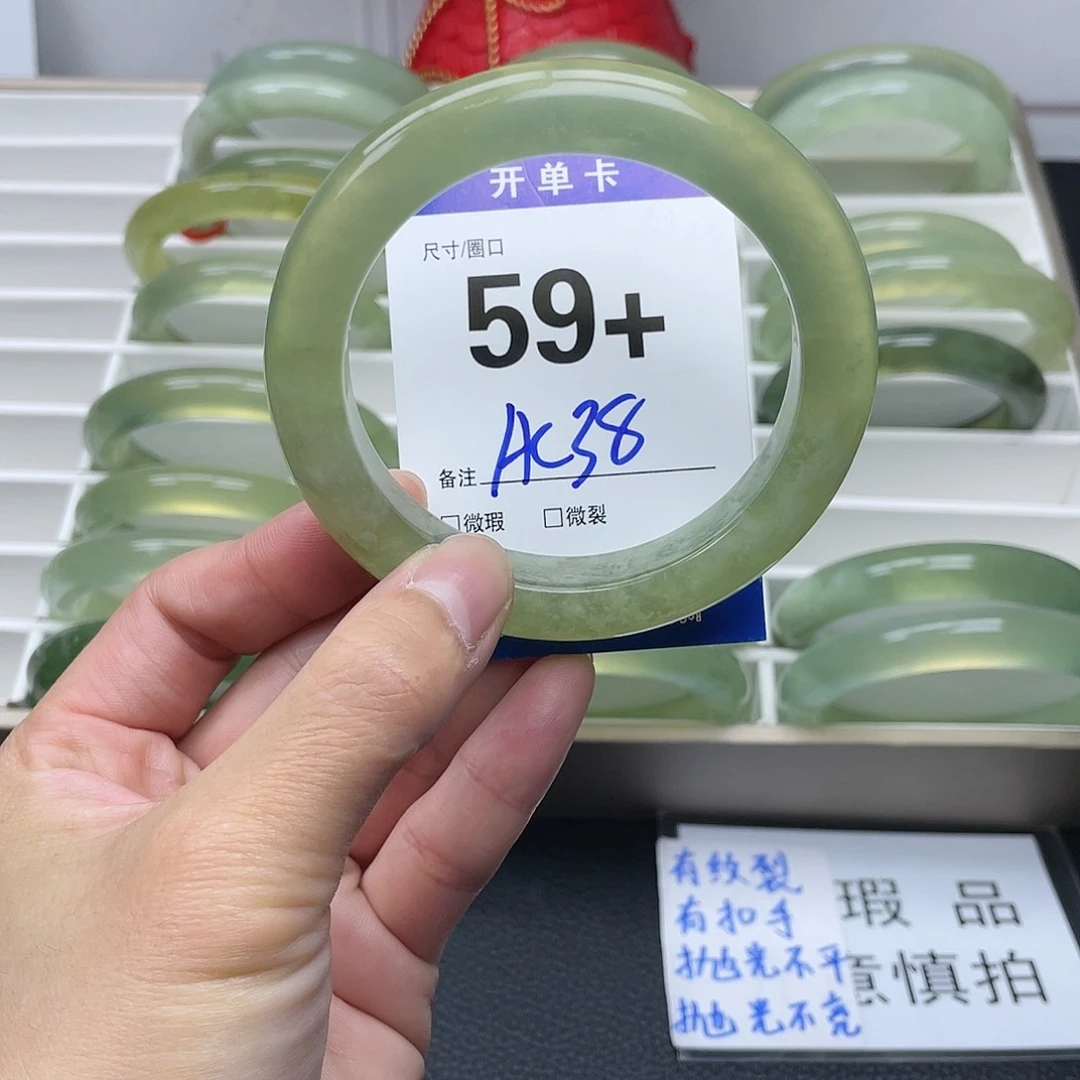 开单卡
尺寸/圈口
59+
AC38
备注
□微瑕 □微裂
有纹裂
有扣手
抛光不平
抛光不亮
瑕 品
意慎拍